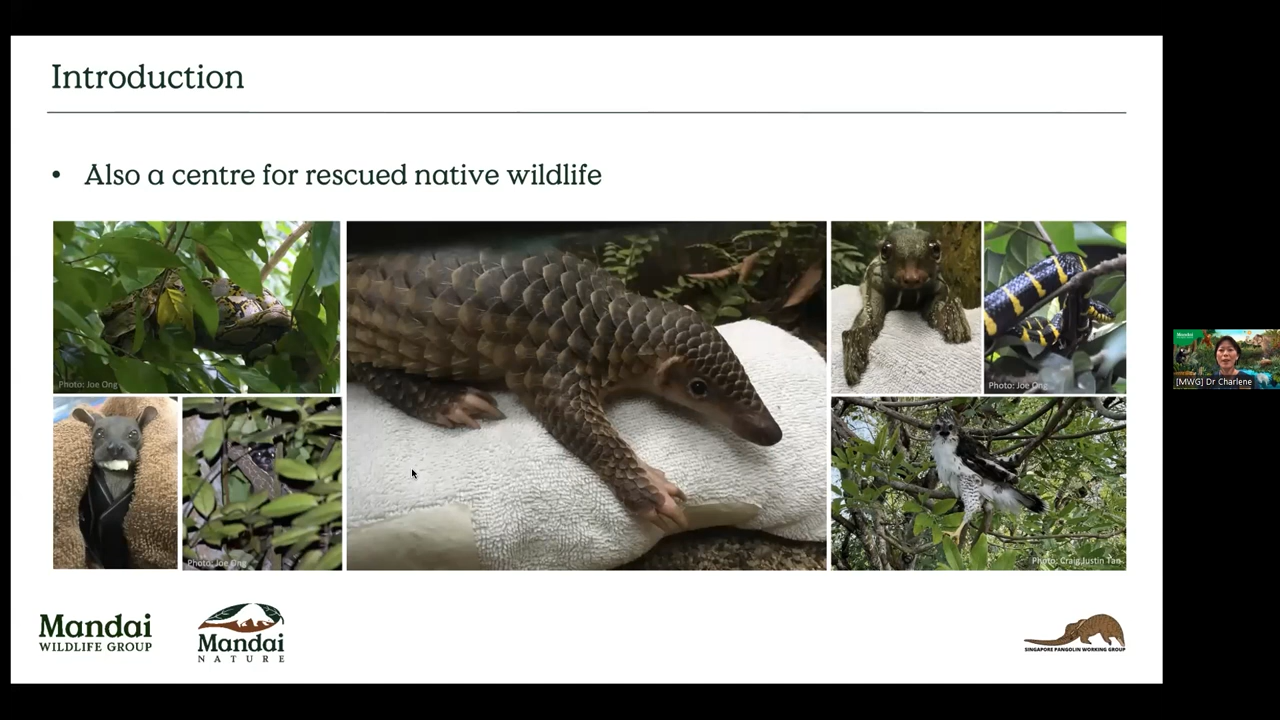 Introduction
• Also a centre for rescued native wildlife
Photo: Joe Ong
Photo: Joe Ong
Photo: Joe Ong
Photo: Craig Justin Tan
Mandai
WILDLIFE GROUP
Mandai
NATURE
SINGAPORE PANGOLIN WORKING GROUP
Mandai
[MWG] Dr Charlene